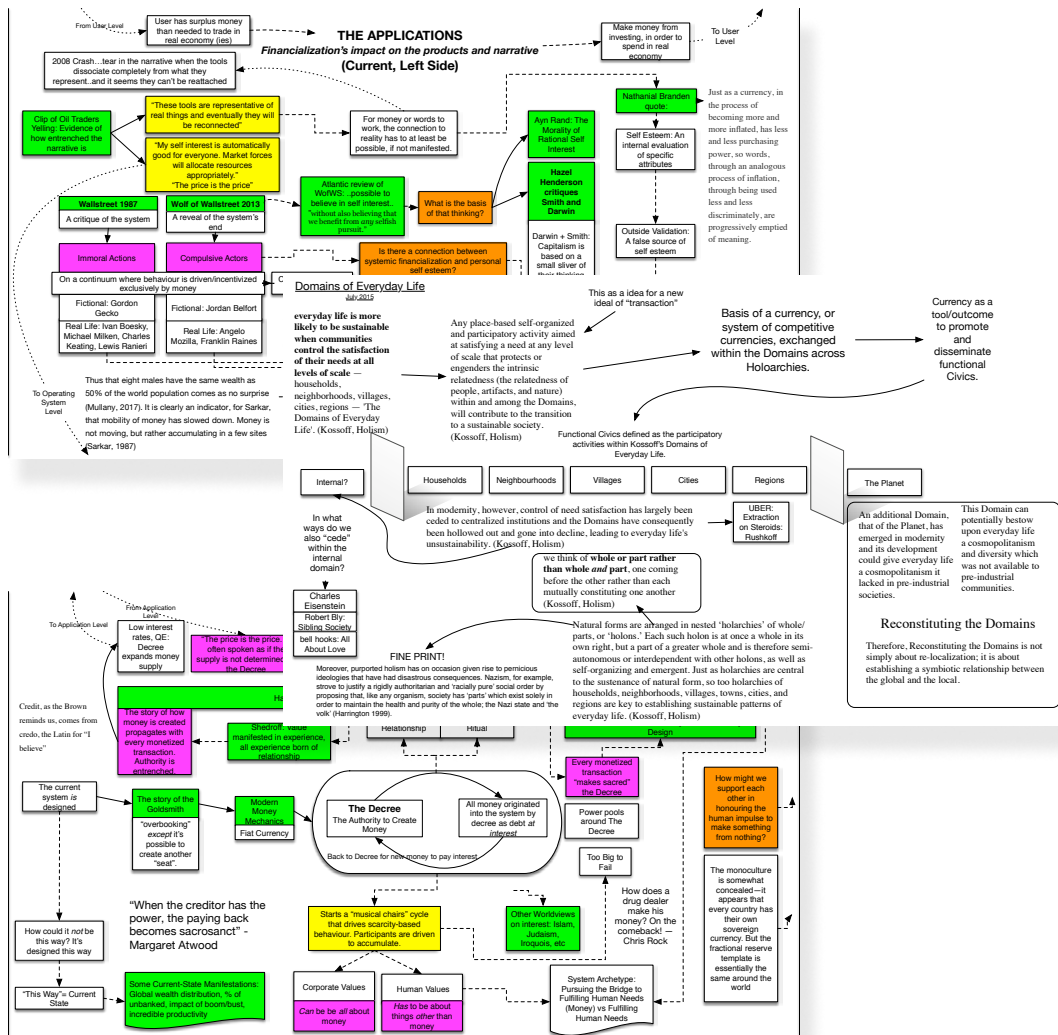 From User Level
User has surplus money
than needed to trade in
real economy (ies)
THE APPLICATIONS
Financialization's impact on the products and narrative
(Current, Left Side)
Make money from
investing, in order to
spend in real
economy
To User
Level
2008 Crash…tear in the narrative when the tools
dissociate completely from what they
represent..and it seems they can't be reattached
Clip of Oil Traders
Yelling: Evidence of
how entrenched the
narrative is
“These tools are representative of
real things and eventually they will
be reconnected”
“My self interest is automatically
good for everyone. Market forces
will allocate resources
appropriately.”
“The price is the price”
For money or words to
work, the connection to
reality has to at least be
possible, if not manifested.
Ayn Rand: The
Morality of
Rational Self
Interest
Nathanial Branden
quote:
Self Esteem: An
internal evaluation
of specific
attributes
Outside Validation:
A false source of
self esteem
Just as a currency, in
the process of
becoming more and
more inflated, has less
and less purchasing
power, so words,
through an analogous
process of inflation,
through being used
less and less
discriminately, are
progressively emptied
of meaning.
Hazel
Henderson
critiques
Smith and
Darwin
Darwin + Smith:
Capitalism is
based on a
small sliver of
their thinking
Wallstreet 1987
A critique of the system
Wolf of Wallstreet 2013
A reveal of the system's
end
Atlantic review of
WofWS: ..possible to
believe in self interest..
“without also believing that
we benefit from any selfish
pursuit.”
What is the basis
of that thinking?
Immoral Actions
Compulsive Actors
Is there a connection between
systemic financialization and personal
self esteem?
On a continuum where behaviour is driven/incentivized
exclusively by money
Fictional: Gordon
Gecko
Fictional: Jordan Belfort
Real Life: Ivan Boesky,
Michael Milken, Charles
Keating, Lewis Ranieri
Real Life: Angelo
Mozilla, Franklin Raines
To Operating
System
Level
Thus that eight males have the same wealth as
50% of the world population comes as no surprise
(Mullany, 2017). It is clearly an indicator, for Sarkar,
that mobility of money has slowed down. Money is
not moving, but rather accumulating in a few sites
(Sarkar, 1987)
Domains of Everyday Life
July 2015
everyday life is more
likely to be sustainable
when communities
control the satisfaction
of their needs at all
levels of scale —
households,
neighborhoods, villages,
cities, regions — 'The
Domains of Everyday
Life'. (Kossoff, Holism)
Any place-based self-organized
and participatory activity aimed
at satisfying a need at any level
of scale that protects or
engenders the intrinsic
relatedness (the relatedness of
people, artifacts, and nature)
within and among the Domains,
will contribute to the transition
to a sustainable society.
(Kossoff, Holism)
This as a idea for a new
ideal of “transaction”
Basis of a currency, or
system of competitive
currencies, exchanged
within the Domains across
Holoarchies.
Currency as a
tool/outcome
to promote
and
disseminate
functional
Civics.
Functional Civics defined as the participatory
activities within Kossoff's Domains of
Everyday Life.
Internal?
Households
Neighbourhoods
Villages
Cities
Regions
The Planet
In what
ways do we
also “cede”
within the
internal
domain?
In modernity, however, control of need satisfaction has largely been
ceded to centralized institutions and the Domains have consequently
been hollowed out and gone into decline, leading to everyday life's
unsustainability. (Kossoff, Holism)
UBER:
Extraction
on Steroids:
Rushkoff
An additional Domain,
that of the Planet, has
emerged in modernity
and its development
could give everyday life
a cosmopolitanism it
lacked in pre-industrial
societies.
This Domain can
potentially bestow
upon everyday life
a cosmopolitanism
and diversity which
was not available to
pre-industrial
communities.
we think of whole or part rather
than whole and part, one coming
before the other rather than each
mutually constituting one another
(Kossoff, Holism)
Charles
Eisenstein
Robert Bly:
Sibling Society
bell hooks: All
About Love
Natural forms are arranged in nested 'holarchies' of whole/
parts, or 'holons.' Each such holon is at once a whole in its
own right, but a part of a greater whole and is therefore semi-
autonomous or interdependent with other holons, as well as
self-organizing and emergent. Just as holarchies are central
to the sustenance of natural form, so too holarchies of
households, neighborhoods, villages, towns, cities, and
regions are key to establishing sustainable patterns of
everyday life. (Kossoff, Holism)
FINE PRINT!
Moreover, purported holism has on occasion given rise to pernicious
ideologies that have had disastrous consequences. Nazism, for example,
strove to justify a rigidly authoritarian and 'racially pure' social order by
proposing that, like any organism, society has 'parts' which exist solely in
order to maintain the health and purity of the whole; the Nazi state and 'the
volk' (Harrington 1999).
Reconstituting the Domains
Therefore, Reconstituting the Domains is not
simply about re-localization; it is about
establishing a symbiotic relationship between
the global and the local.
From Application
Level
To Application Level
Low interest
rates, QE:
Decree
expands money
supply
“The price is the price.
often spoken as if the
supply is not determined
the Decree
Ha
Credit, as the Brown
reminds us, comes from
credo, the Latin for “I
believe”
The story of how
money is created
propagates with
every monetized
transaction.
Authority is
entrenched.
Shedroff: Value
manifested in experience,
all experience born of
relationship
Relationship
Ritual
Design
Every monetized
transaction
“makes sacred”
the Decree
The current
system is
designed
The story of the
Goldsmith
“overbooking”
except it's
possible to
create another
“seat”.
Modern
Money
Mechanics
Fiat Currency
The Decree
The Authority to Create
Money
All money originated
into the system by
decree as debt at
interest
Back to Decree for new money to pay interest
Power pools
around The
Decree
Too Big to
Fail
How might we
support each
other in
honouring the
human impulse to
make something
from nothing?
The monoculture
is somewhat
concealed—it
appears that
every country has
their own
sovereign
currency. But the
fractional reserve
template is
essentially the
same around the
world
“When the creditor has the
power, the paying back
becomes sacrosanct” -
Margaret Atwood
Starts a “musical chairs” cycle
that drives scarcity-based
behaviour. Participants are driven
to accumulate.
Other Worldviews
on interest: Islam,
Judaism,
Iroquois, etc
How does a
drug dealer
make his
money? On the
comeback! —
Chris Rock
How could it not be
this way? It's
designed this way
“This Way”= Current
State
Some Current-State Manifestations:
Global wealth distribution, % of
unbanked, impact of boom/bust,
incredible productivity
Corporate Values
Can be be all about
money
Human Values
Has to be about
things other than
money
System Archetype:
Pursuing the Bridge to
Fulfilling Human Needs
(Money) vs Fulfilling
Human Needs